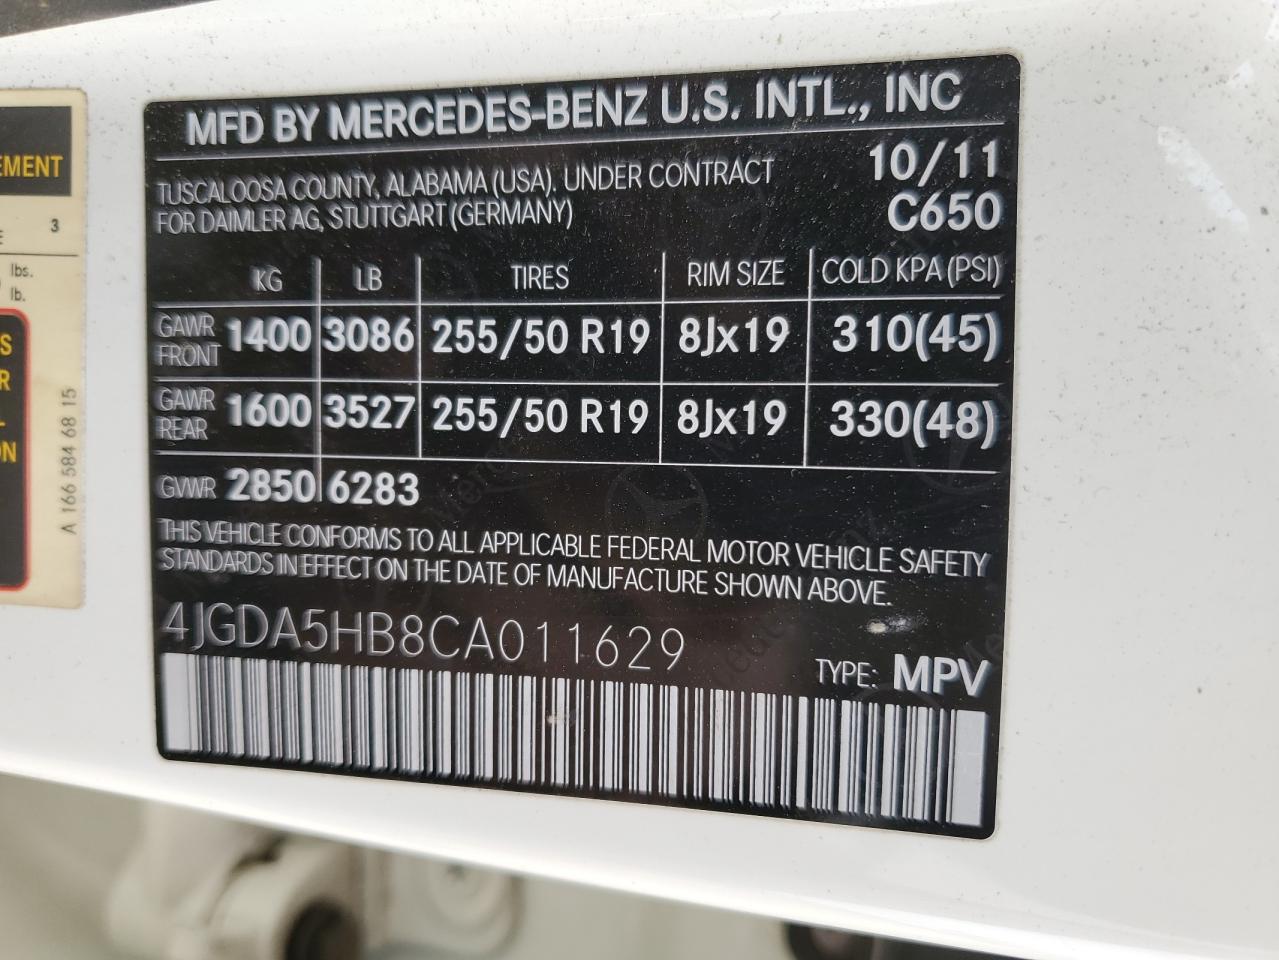 MFD BY MERCEDES-BENZ U.S. INTL., INC
TUSCALOOSA COUNTY, ALABAMA (USA). UNDER CONTRACT
FOR DAIMLER AG, STUTTGART (GERMANY)
10/11
C650
KG LB TIRES RIM SIZE COLD KPA (PSI)
GAWR FRONT 1400 3086 255/50 R19 8Jx19 310(45)
GAWR REAR 1600 3527 255/50 R19 8Jx19 330(48)
GVWR 2850 6283
THIS VEHICLE CONFORMS TO ALL APPLICABLE FEDERAL MOTOR VEHICLE SAFETY
STANDARDS IN EFFECT ON THE DATE OF MANUFACTURE SHOWN ABOVE.
4JGDA5HB8CA011629
TYPE: MPV
3
lbs.
lb.
A 166 584 68 15